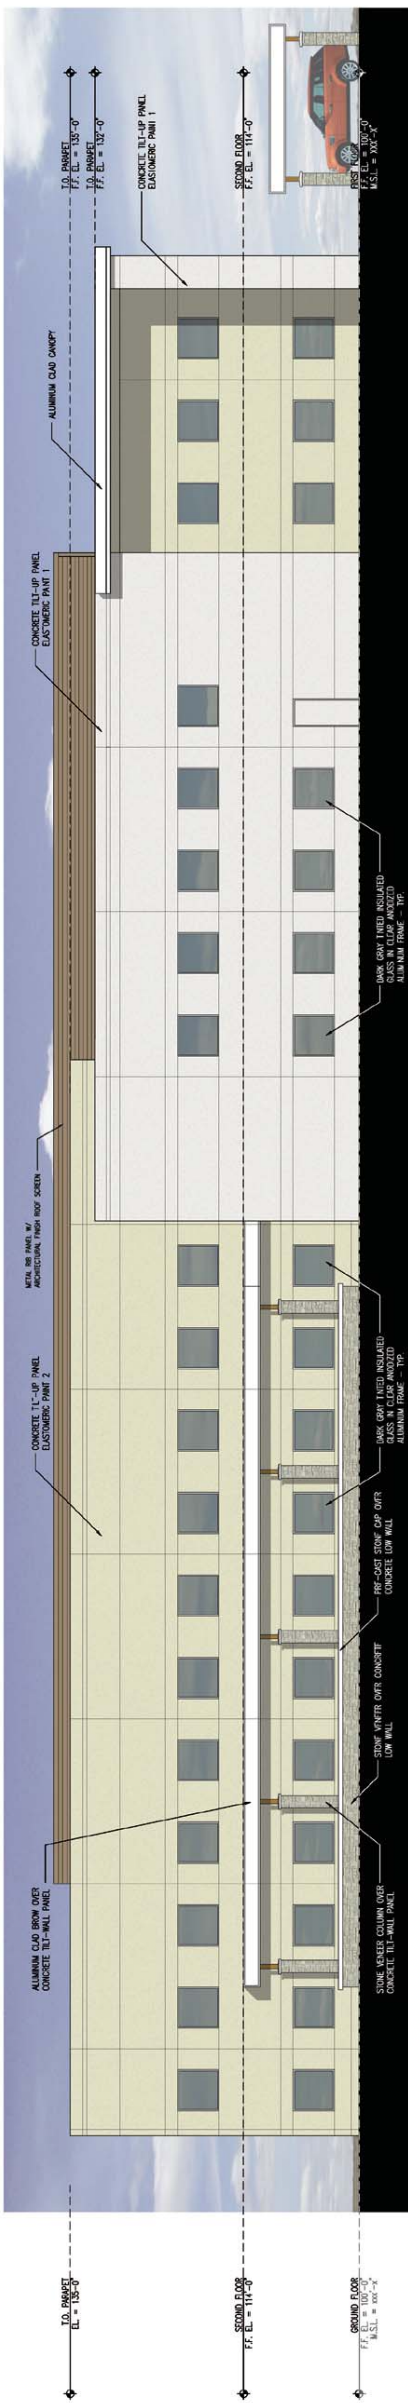 T.O. PARAPET
EL. = 135'-0"
SECOND FLOOR
F.F. EL. = 114'-0"
GROUND FLOOR
F.F. EL. = 100'-0"
M.S.L. = XXX'-X"
ALUMINUM CLAD BROW OVER
CONCRETE TILT-WALL PANEL
CONCRETE TILT-UP PANEL
ELASTOMERIC PAINT 2
METAL RIB PANEL W/
ARCHITECTURAL FINISH ROOF SCREEN
CONCRETE TILT-UP PANEL
ELASTOMERIC PAINT 1
ALUMINUM CLAD CANOPY
CONCRETE TILT-UP PANEL
ELASTOMERIC PAINT 1
T.O. PARAPET
F.F. EL. = 135'-0"
T.O. PARAPET
F.F. EL. = 132'-0"
SECOND FLOOR
F.F. EL. = 114'-0"
FIRST
F.F. EL. = 100'-0"
M.S.L. = XXX'-X"
STONE VENEER COLUMN OVER
CONCRETE TILT-WALL PANEL
STONE VENEER OVER CONCRETE
LOW WALL
PRE-CAST STONE CAP OVER
CONCRETE LOW WALL
DARK GRAY TINTED INSULATED
GLASS IN CLEAR ANODIZED
ALUMINUM FRAME - TYP.
DARK GRAY TINTED INSULATED
GLASS IN CLEAR ANODIZED
ALUMINUM FRAME - TYP.